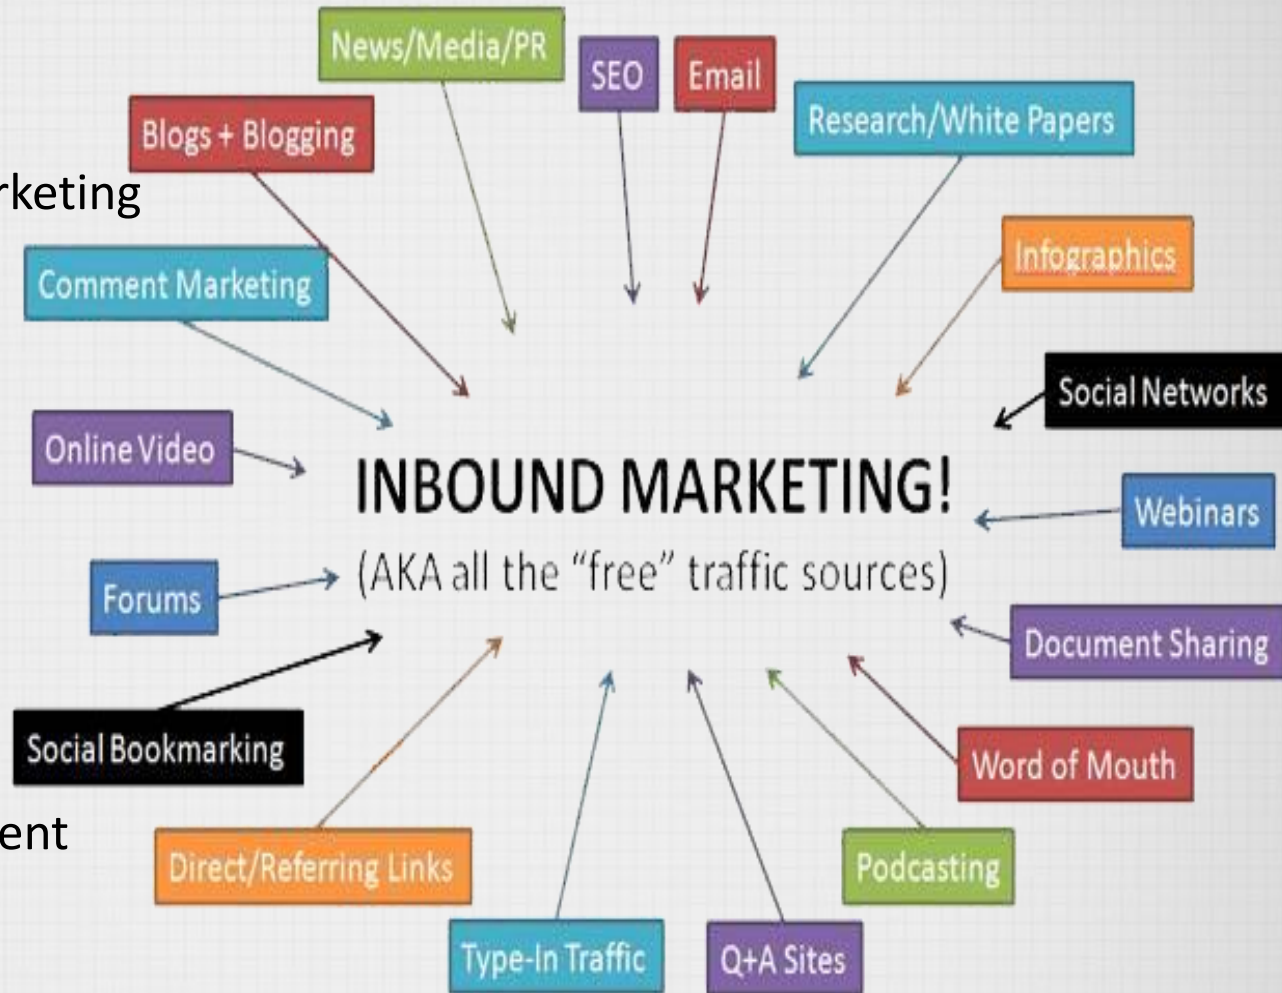 News/Media/PR
SEO
Email
Research/White Papers
Blogs + Blogging
rketing
Comment Marketing
Infographics
Social Networks
Online Video
INBOUND MARKETING!
Webinars
(AKA all the “free” traffic sources)
Forums
Document Sharing
Social Bookmarking
Word of Mouth
ent
Direct/Referring Links
Podcasting
Type-In Traffic
Q+A Sites